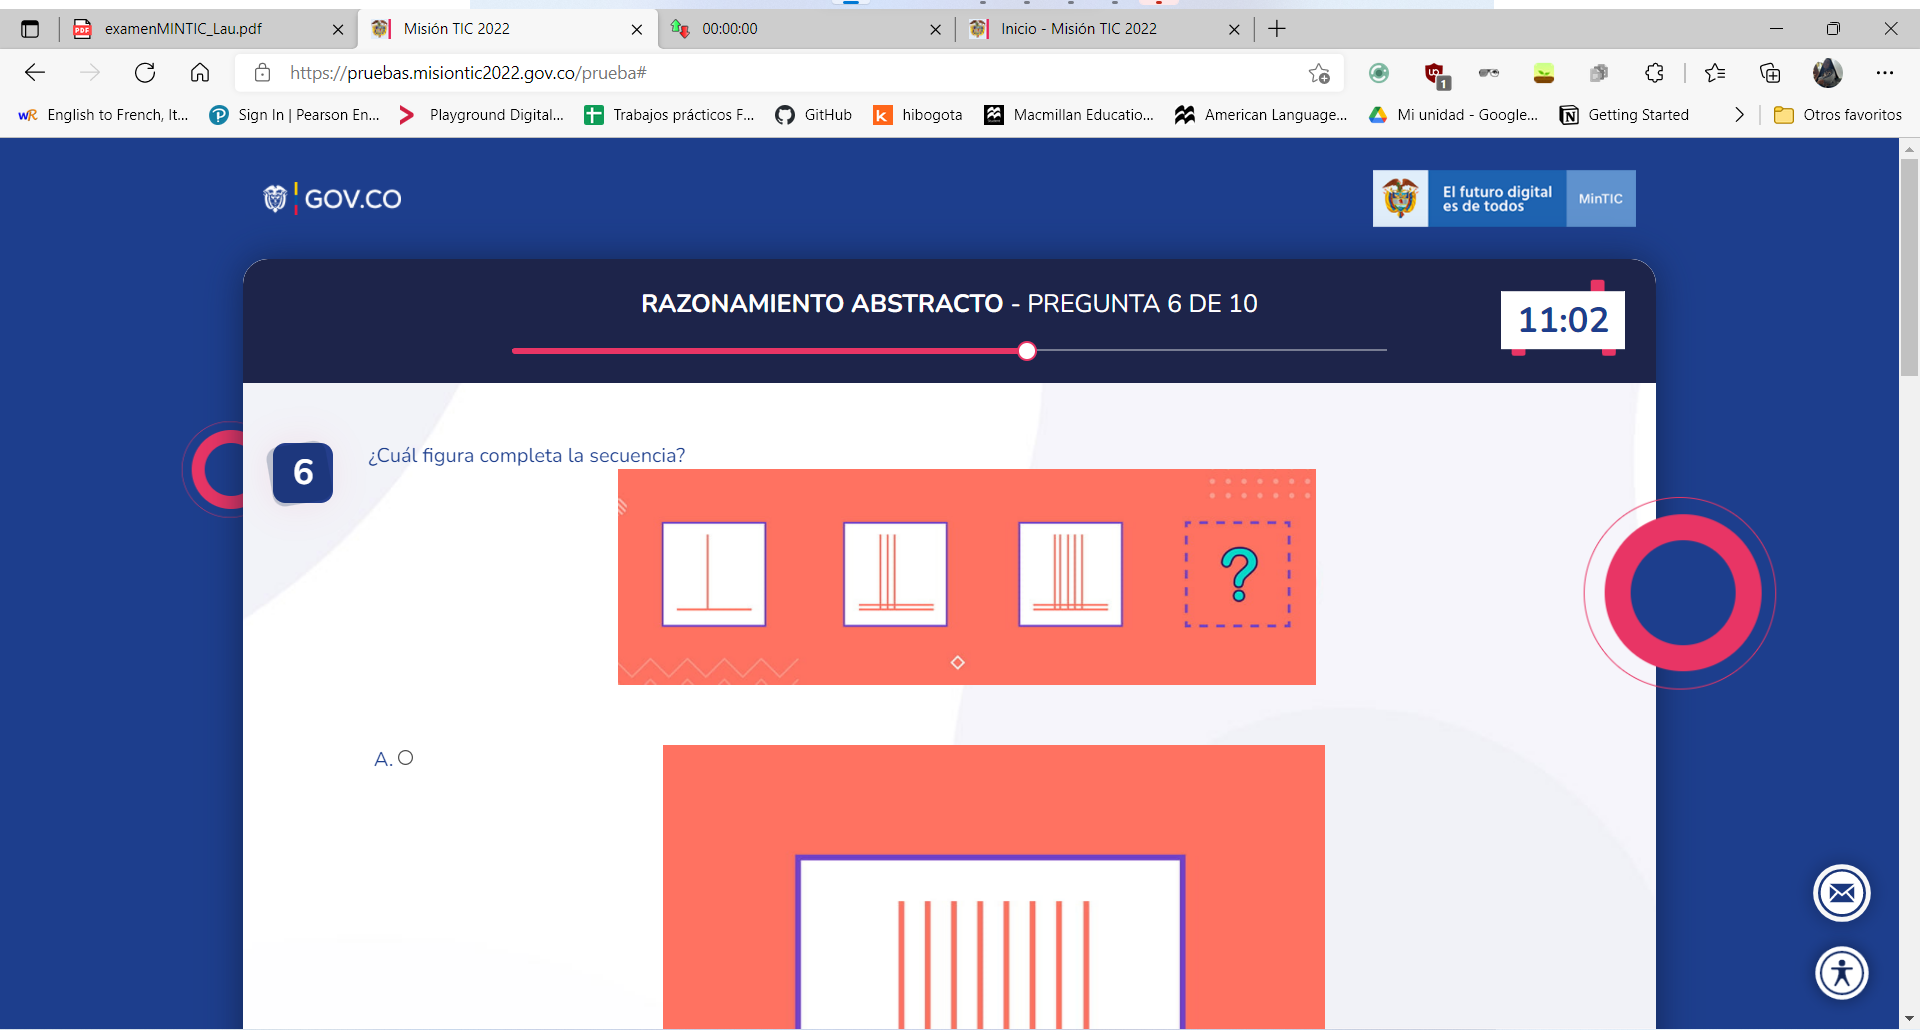 examenMINTIC_Lau.pdf
Misión TIC 2022
00:00:00
Inicio - Misión TIC 2022
https://pruebas.misiontic2022.gov.co/prueba#
1
wR English to French, It...
Sign In | Pearson En...
Playground Digital...
Trabajos prácticos F...
GitHub
k hibogota
Macmillan Educatio...
American Language...
Mi unidad - Google...
Getting Started
Otros favoritos
GOV.CO
El futuro digital
es de todos
MinTIC
RAZONAMIENTO ABSTRACTO - PREGUNTA 6 DE 10
11:02
6
¿Cuál figura completa la secuencia?
?
A.